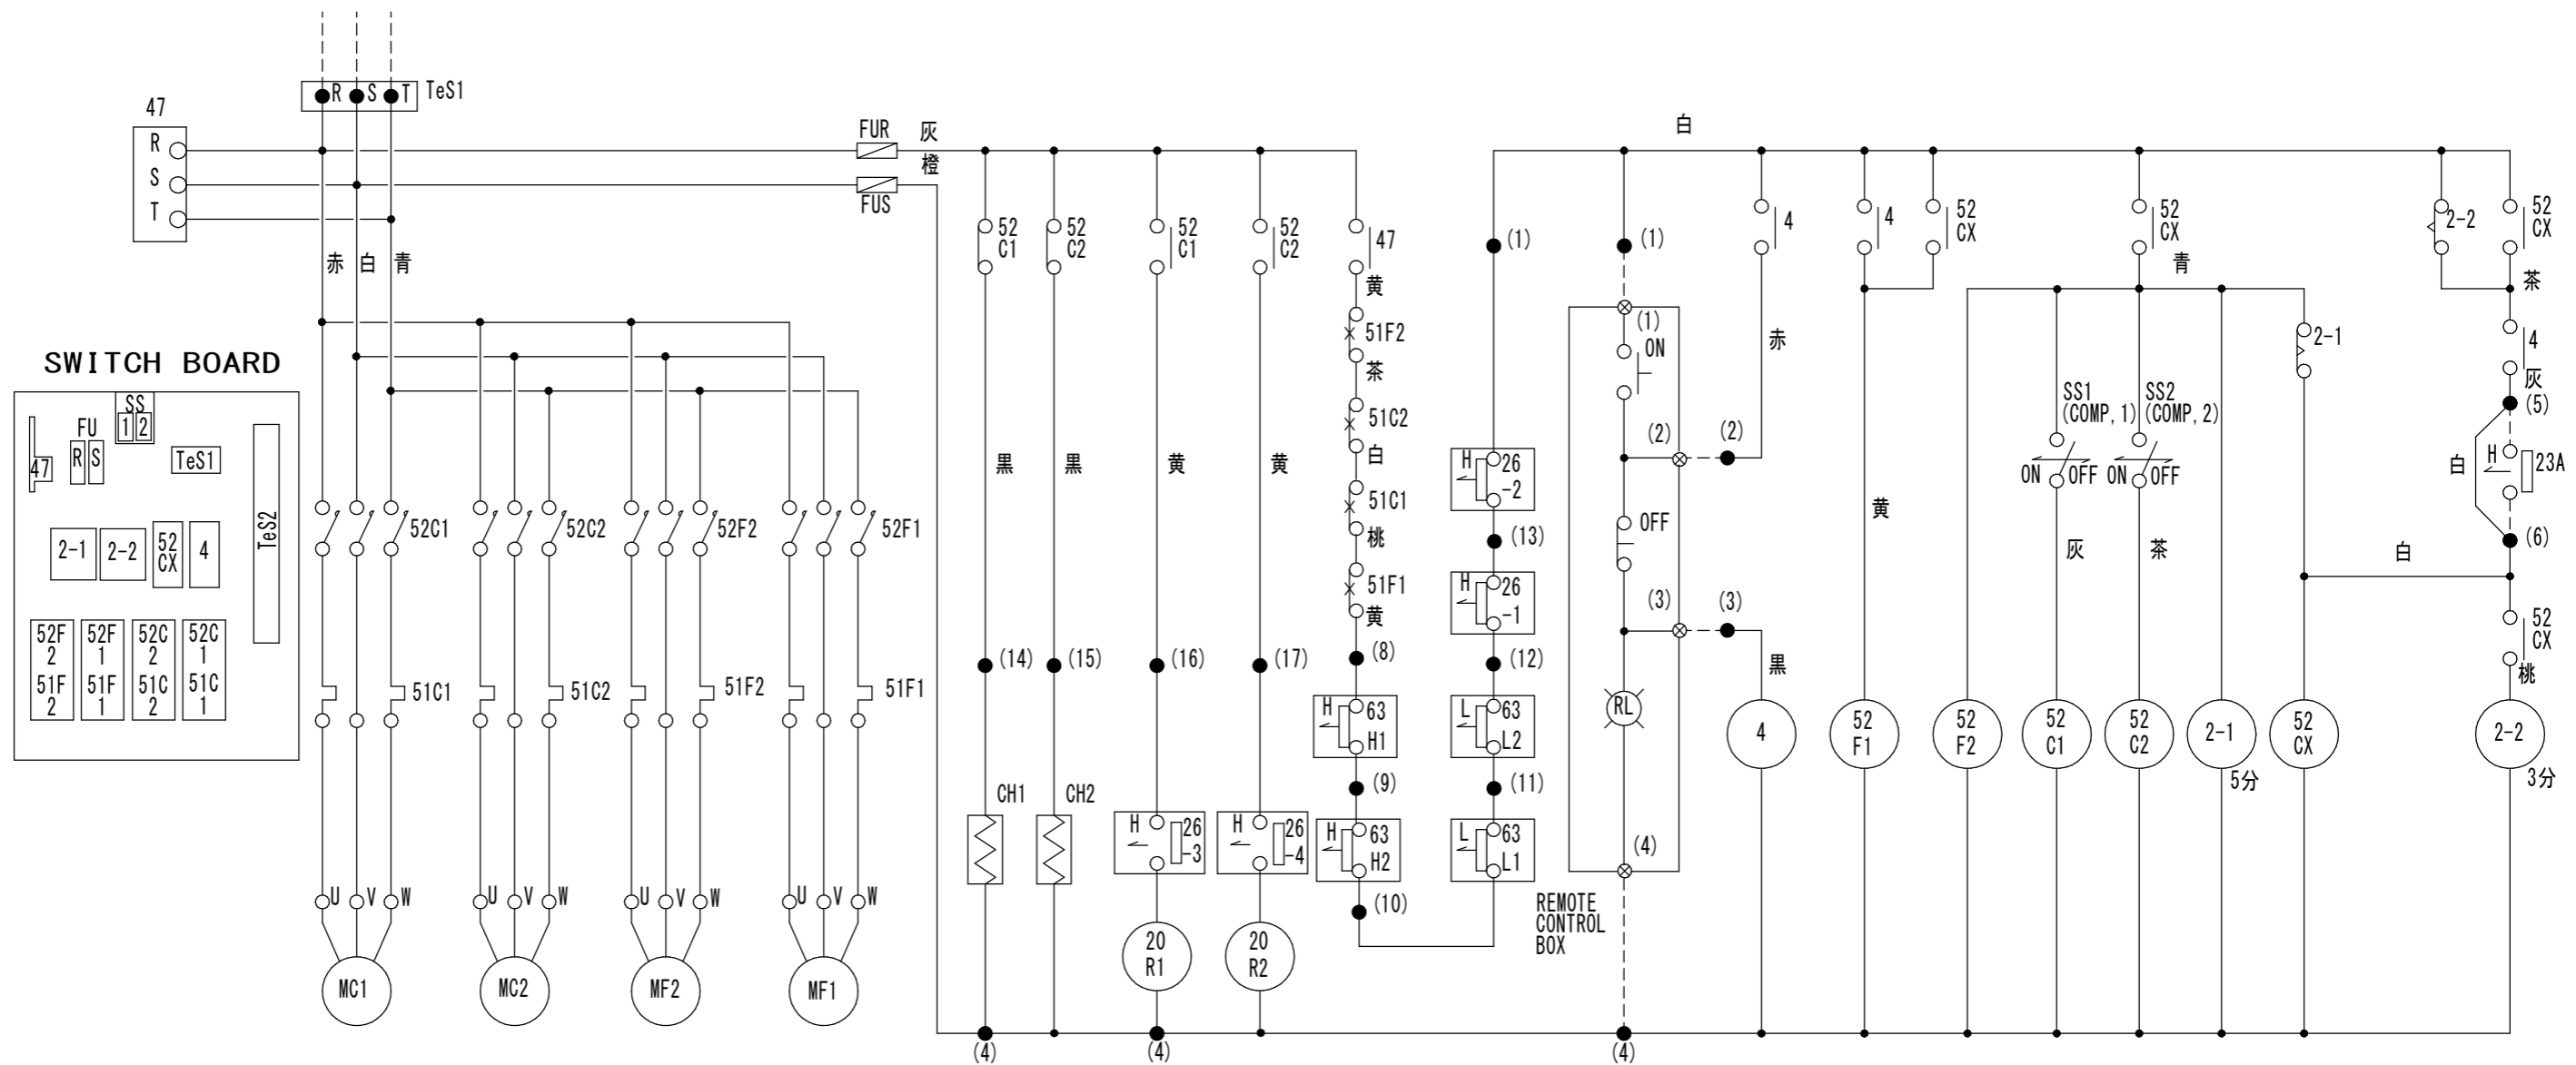 47
R
S
T
R
S
T
TeS1
FUR
灰
橙
FUS
赤
白
青
SWITCH BOARD
SS
1
2
FU
R
S
47
TeS1
TeS2
2-1
2-2
52
CX
4
52F
2
51F
2
52F
1
51F
1
52C
2
51C
2
52C
1
51C
1
52C1
52C2
52F2
52F1
51C1
51C2
51F2
51F1
U
V
W
U
V
W
U
V
W
U
V
W
MC1
MC2
MF2
MF1
52
C1
52
C2
52
C1
52
C2
47
黄
51F2
茶
51C2
白
51C1
桃
51F1
黄
黒
黒
黄
黄
(14)
(15)
(16)
(17)
(8)
H
63
H1
(9)
H
63
H2
(10)
CH1
CH2
H
26
-3
H
26
-4
20
R1
20
R2
(4)
(4)
(4)
白
(1)
H
26
-2
(13)
H
26
-1
(12)
L
63
L2
(11)
L
63
L1
(1)
(1)
ON
(2)
(2)
OFF
(3)
(3)
RL
(4)
REMOTE
CONTROL
BOX
4
赤
黒
4
4
52
CX
黄
52
F1
52
CX
青
SS1
(COMP,1)
SS2
(COMP,2)
ON
OFF
ON
OFF
灰
茶
52
F2
52
C1
52
C2
2-1
5分
2-1
52
CX
2-2
52
CX
茶
4
灰
(5)
白
H
23A
(6)
白
52
CX
桃
2-2
3分